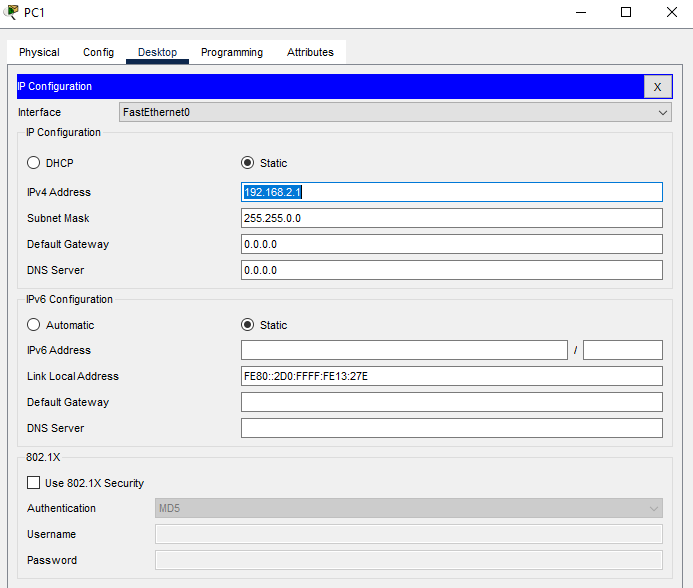 PC1
Physical Config Desktop Programming Attributes
IP Configuration X
Interface FastEthernet0
IP Configuration
DHCP Static
IPv4 Address 192.168.2.1
Subnet Mask 255.255.0.0
Default Gateway 0.0.0.0
DNS Server 0.0.0.0
IPv6 Configuration
Automatic Static
IPv6 Address /
Link Local Address FE80::2D0:FFFF:FE13:27E
Default Gateway
DNS Server
802.1X
Use 802.1X Security
Authentication MD5
Username
Password